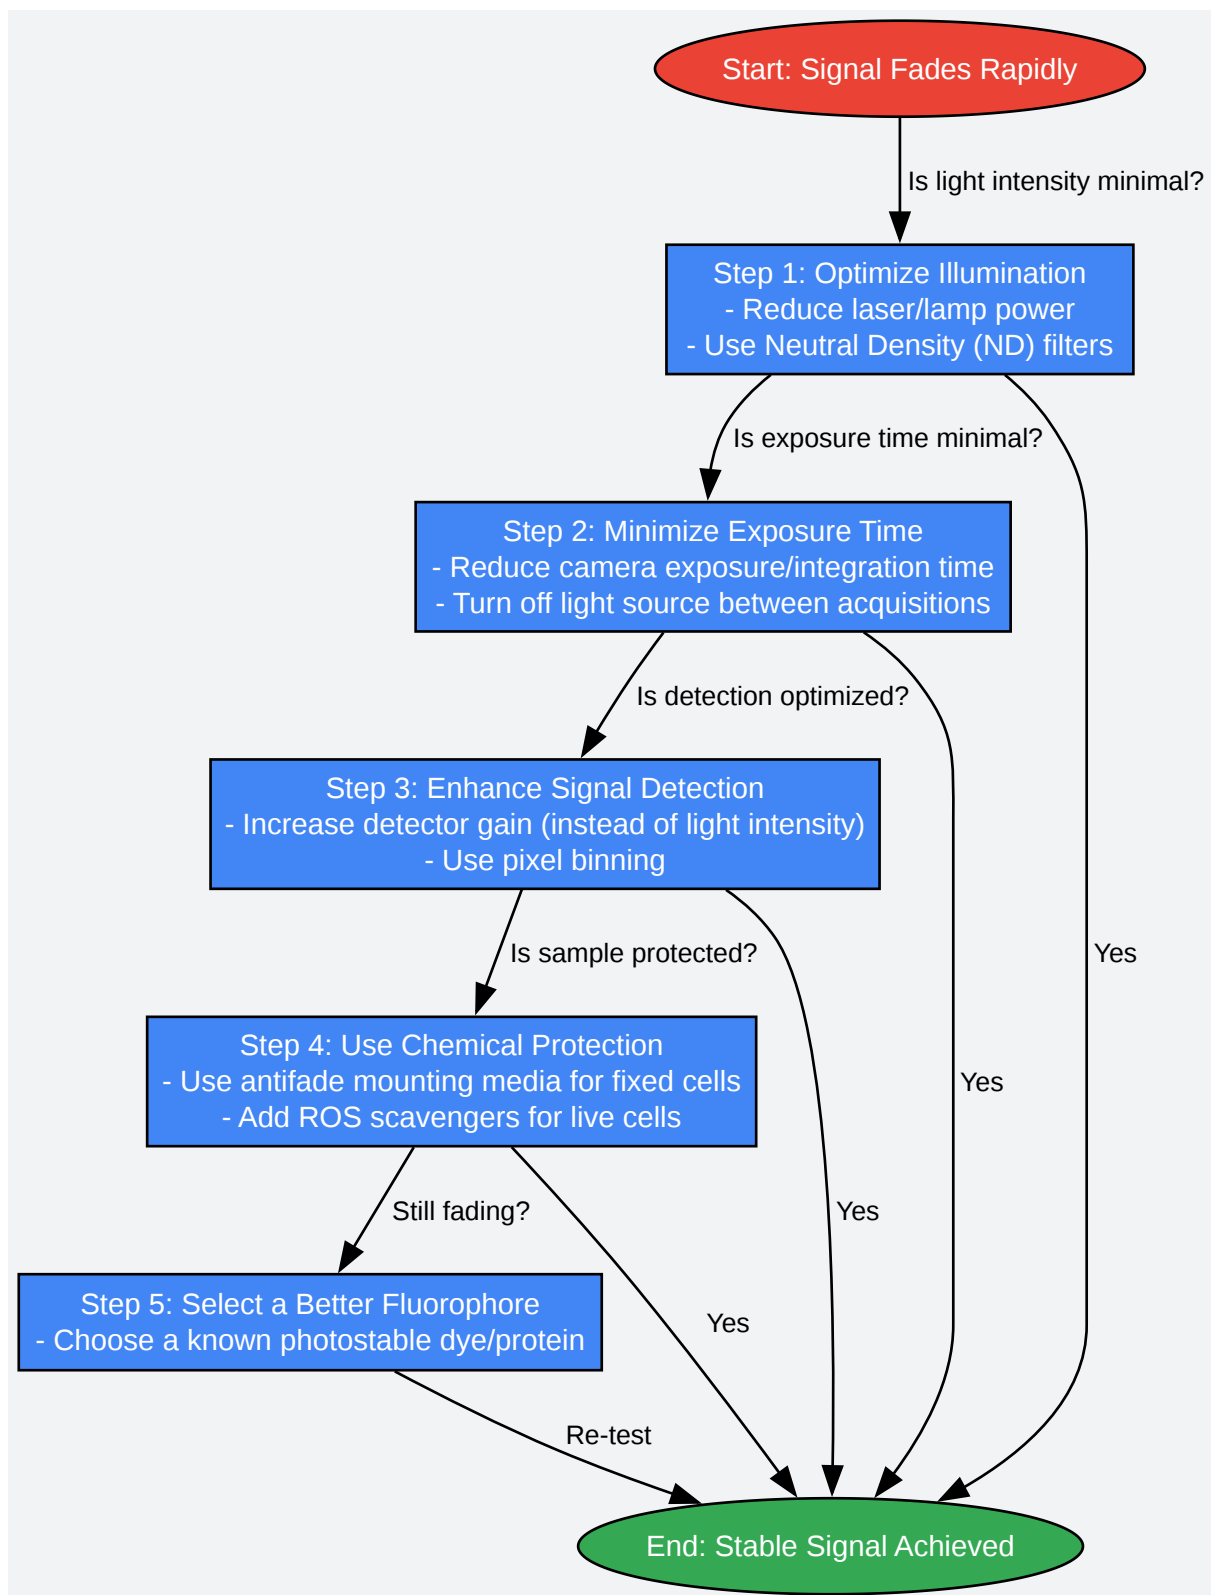 Start: Signal Fades Rapidly
Is light intensity minimal?
Step 1: Optimize Illumination
- Reduce laser/lamp power
- Use Neutral Density (ND) filters
Is exposure time minimal?
Step 2: Minimize Exposure Time
- Reduce camera exposure/integration time
- Turn off light source between acquisitions
Is detection optimized?
Step 3: Enhance Signal Detection
- Increase detector gain (instead of light intensity)
- Use pixel binning
Is sample protected?
Yes
Step 4: Use Chemical Protection
- Use antifade mounting media for fixed cells
- Add ROS scavengers for live cells
Yes
Still fading?
Yes
Step 5: Select a Better Fluorophore
- Choose a known photostable dye/protein
Yes
Re-test
End: Stable Signal Achieved